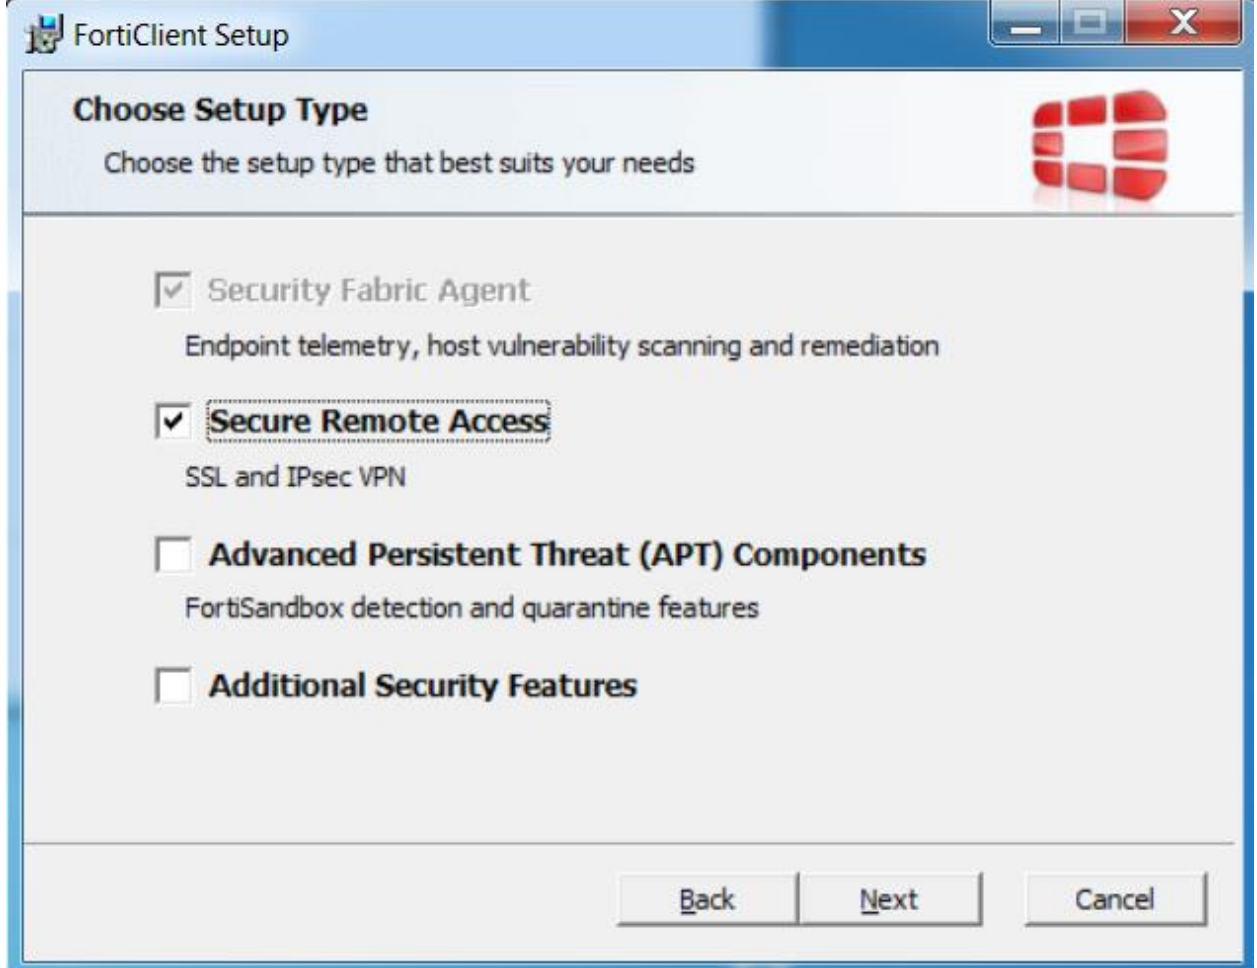 FortiClient Setup
Choose Setup Type
Choose the setup type that best suits your needs
Security Fabric Agent
Endpoint telemetry, host vulnerability scanning and remediation
Secure Remote Access
SSL and IPsec VPN
Advanced Persistent Threat (APT) Components
FortiSandbox detection and quarantine features
Additional Security Features
Back
Next
Cancel